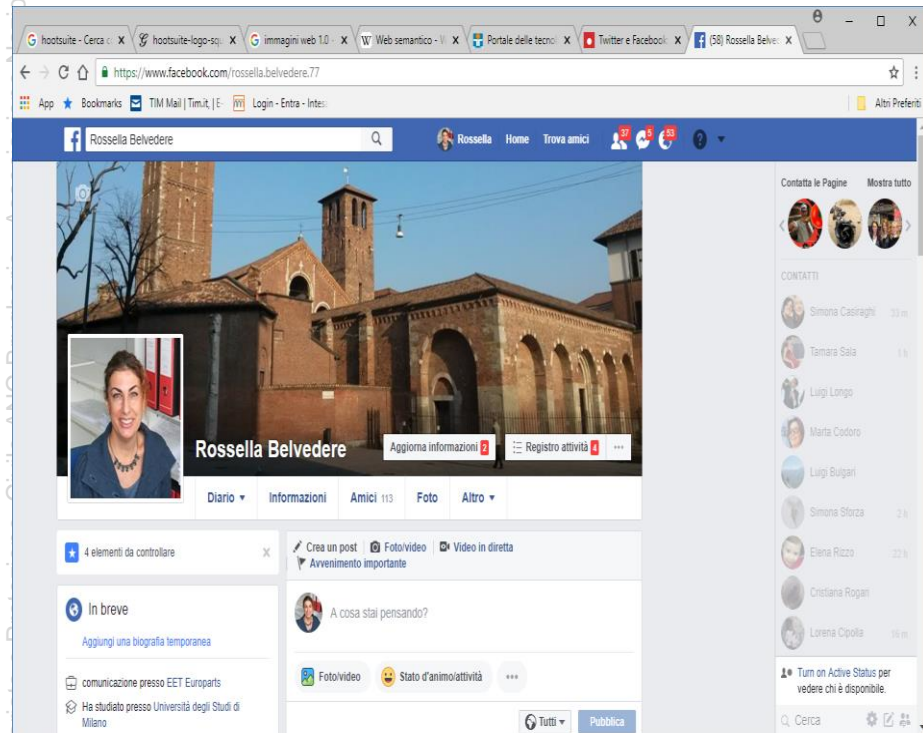 hootsuite - Cerca c
hootsuite-logo-squ
immagini web 1.0 -
Web semantico - W
Portale delle tecnol
Twitter e Facebook
(58) Rossella Belved
https://www.facebook.com/rossella.belvedere.77
App
Bookmarks
TIM Mail | Tim.it, | E-
Login - Entra - Intes
Altri Preferiti
Rossella Belvedere
Rossella
Home
Trova amici
37
5
53
Contatta le Pagine
Mostra tutto
CONTATTI
Simona Casiraghi 33 m
Tamara Sala 1 h
Luigi Longo
Marta Codoro
Luigi Bulgari
Simona Sforza 2 h
Elena Rizzo 22 h
Cristiana Rogari
Lorena Cipolla 16 m
Turn on Active Status per
vedere chi è disponibile.
Cerca
Rossella Belvedere
Aggiorna informazioni 2
Registro attività 4
Diario
Informazioni
Amici 113
Foto
Altro
4 elementi da controllare
In breve
Aggiungi una biografia temporanea
comunicazione presso EET Europarts
Ha studiato presso Università degli Studi di
Milano
Crea un post
Foto/video
Video in diretta
Avvenimento importante
A cosa stai pensando?
Foto/video
Stato d'animo/attività
Tutti
Pubblica